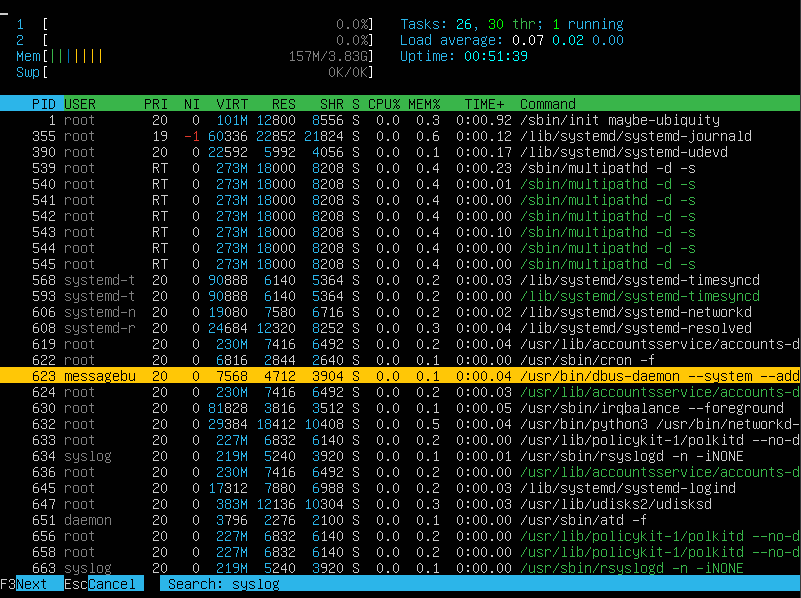 1 [ 0.0%] Tasks: 26, 30 thr; 1 running
2 [ 0.0%] Load average: 0.07 0.02 0.00
Mem[||||||| 157M/3.83G] Uptime: 00:51:39
Swp[ 0K/0K]
PID USER PRI NI VIRT RES SHR S CPU% MEM% TIME+ Command
1 root 20 0 101M 12800 8556 S 0.0 0.3 0:00.92 /sbin/init maybe-ubiquity
355 root 19 -1 60336 22852 21824 S 0.0 0.6 0:00.12 /lib/systemd/systemd-journald
390 root 20 0 22592 5992 4056 S 0.0 0.1 0:00.17 /lib/systemd/systemd-udevd
539 root RT 0 273M 18000 8208 S 0.0 0.4 0:00.23 /sbin/multipathd -d -s
540 root RT 0 273M 18000 8208 S 0.0 0.4 0:00.01 /sbin/multipathd -d -s
541 root RT 0 273M 18000 8208 S 0.0 0.4 0:00.00 /sbin/multipathd -d -s
542 root RT 0 273M 18000 8208 S 0.0 0.4 0:00.00 /sbin/multipathd -d -s
543 root RT 0 273M 18000 8208 S 0.0 0.4 0:00.10 /sbin/multipathd -d -s
544 root RT 0 273M 18000 8208 S 0.0 0.4 0:00.00 /sbin/multipathd -d -s
545 root RT 0 273M 18000 8208 S 0.0 0.4 0:00.00 /sbin/multipathd -d -s
568 systemd-t 20 0 90888 6140 5364 S 0.0 0.2 0:00.03 /lib/systemd/systemd-timesyncd
593 systemd-t 20 0 90888 6140 5364 S 0.0 0.2 0:00.00 /lib/systemd/systemd-timesyncd
606 systemd-n 20 0 19080 7580 6716 S 0.0 0.2 0:00.02 /lib/systemd/systemd-networkd
608 systemd-r 20 0 24684 12320 8252 S 0.0 0.3 0:00.04 /lib/systemd/systemd-resolved
619 root 20 0 230M 7416 6492 S 0.0 0.2 0:00.04 /usr/lib/accountsservice/accounts-d
622 root 20 0 6816 2844 2640 S 0.0 0.1 0:00.00 /usr/sbin/cron -f
623 messagebu 20 0 7568 4712 3904 S 0.0 0.1 0:00.04 /usr/bin/dbus-daemon --system --add
624 root 20 0 230M 7416 6492 S 0.0 0.2 0:00.03 /usr/lib/accountsservice/accounts-d
630 root 20 0 81828 3816 3512 S 0.0 0.1 0:00.05 /usr/sbin/irqbalance --foreground
632 root 20 0 29384 18412 10408 S 0.0 0.5 0:00.04 /usr/bin/python3 /usr/bin/networkd-
633 root 20 0 227M 6832 6140 S 0.0 0.2 0:00.00 /usr/lib/policykit-1/polkitd --no-d
634 syslog 20 0 219M 5240 3920 S 0.0 0.1 0:00.01 /usr/sbin/rsyslogd -n -iNONE
636 root 20 0 230M 7416 6492 S 0.0 0.2 0:00.00 /usr/lib/accountsservice/accounts-d
645 root 20 0 17312 7880 6988 S 0.0 0.2 0:00.03 /lib/systemd/systemd-logind
647 root 20 0 383M 12136 10304 S 0.0 0.3 0:00.04 /usr/lib/udisks2/udisksd
651 daemon 20 0 3796 2276 2100 S 0.0 0.1 0:00.00 /usr/sbin/atd -f
656 root 20 0 227M 6832 6140 S 0.0 0.2 0:00.00 /usr/lib/policykit-1/polkitd --no-d
658 root 20 0 227M 6832 6140 S 0.0 0.2 0:00.00 /usr/lib/policykit-1/polkitd --no-d
663 syslog 20 0 219M 5240 3920 S 0.0 0.1 0:00.00 /usr/sbin/rsyslogd -n -iNONE
F3Next EscCancel Search: syslog